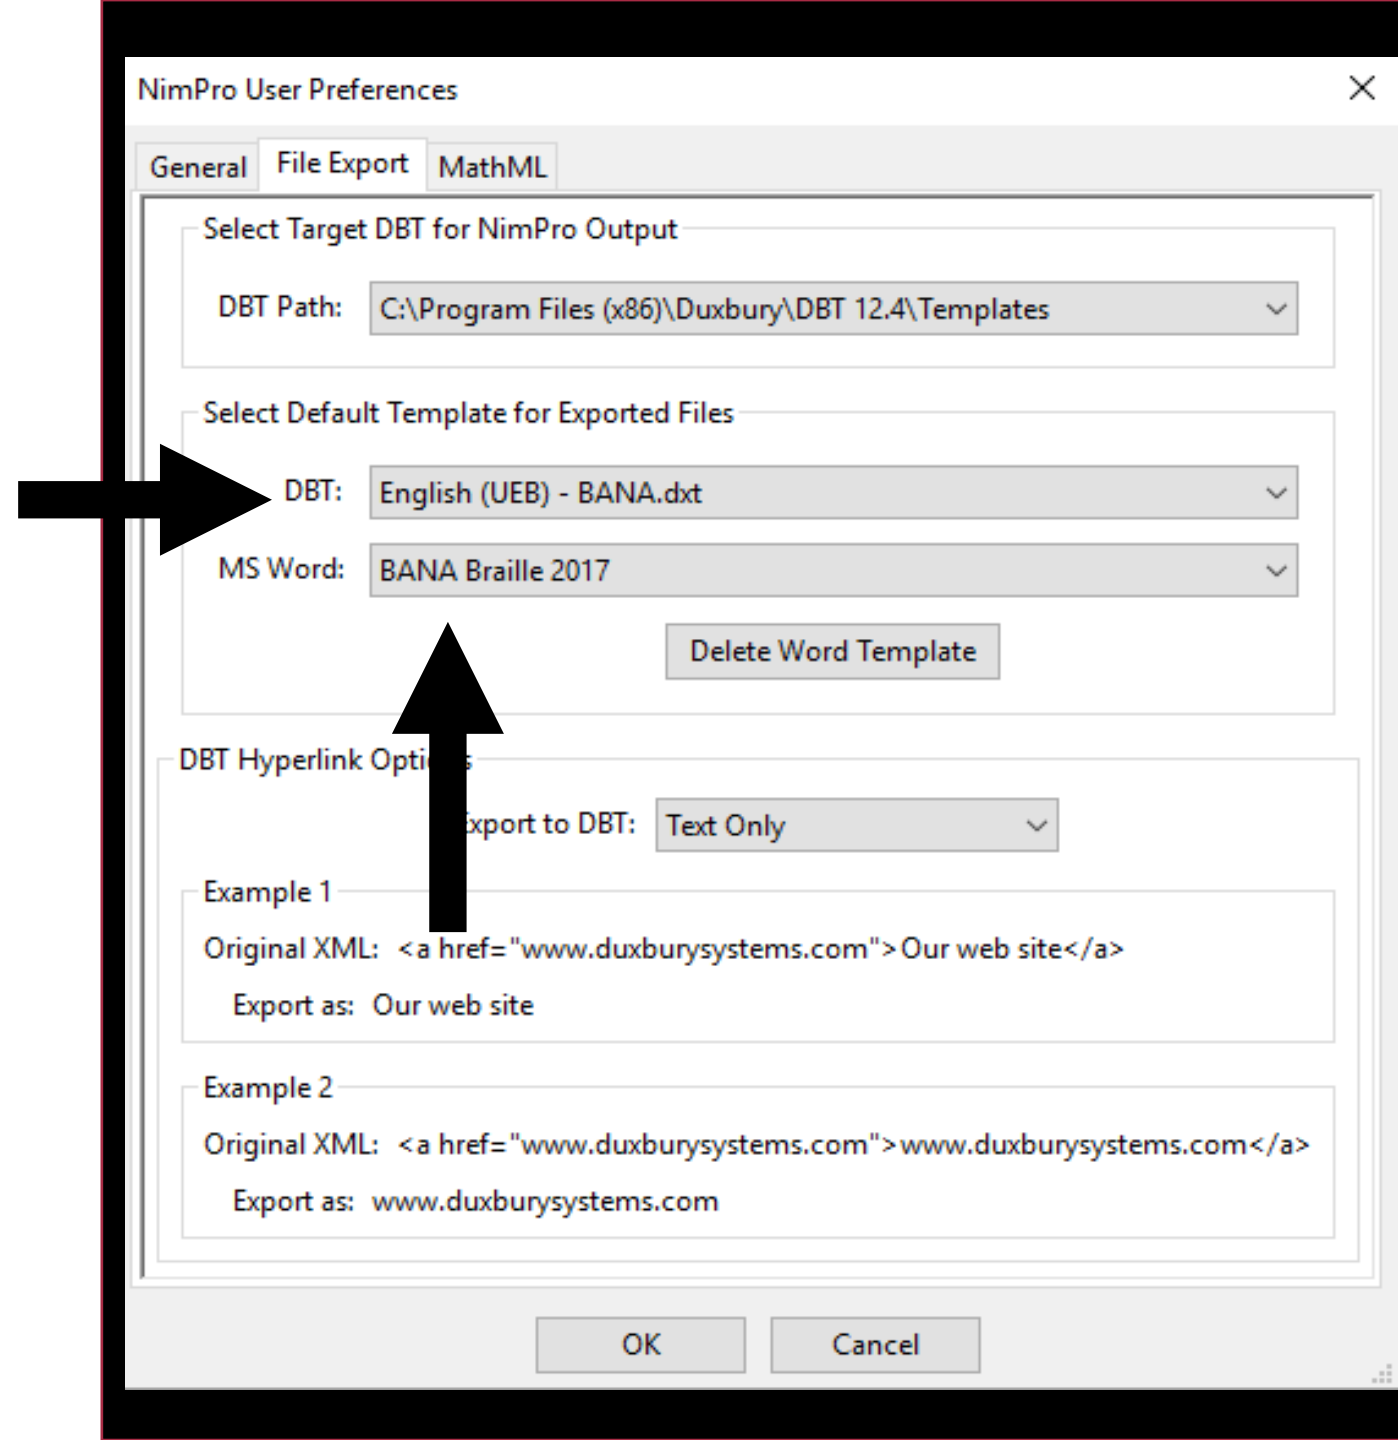 NimPro User Preferences
General File Export MathML
Select Target DBT for NimPro Output
DBT Path: C:\Program Files (x86)\Duxbury\DBT 12.4\Templates
Select Default Template for Exported Files
DBT: English (UEB) - BANA.dxt
MS Word: BANA Braille 2017
Delete Word Template
DBT Hyperlink
to DBT: Text Only
Example 1
Original XML: <a href="www.duxburysystems.com">Our web site</a>
Export as: Our web site
Example 2
Original XML: <a href="www.duxburysystems.com">www.duxburysystems.com</a>
Export as: www.duxburysystems.com
OK Cancel